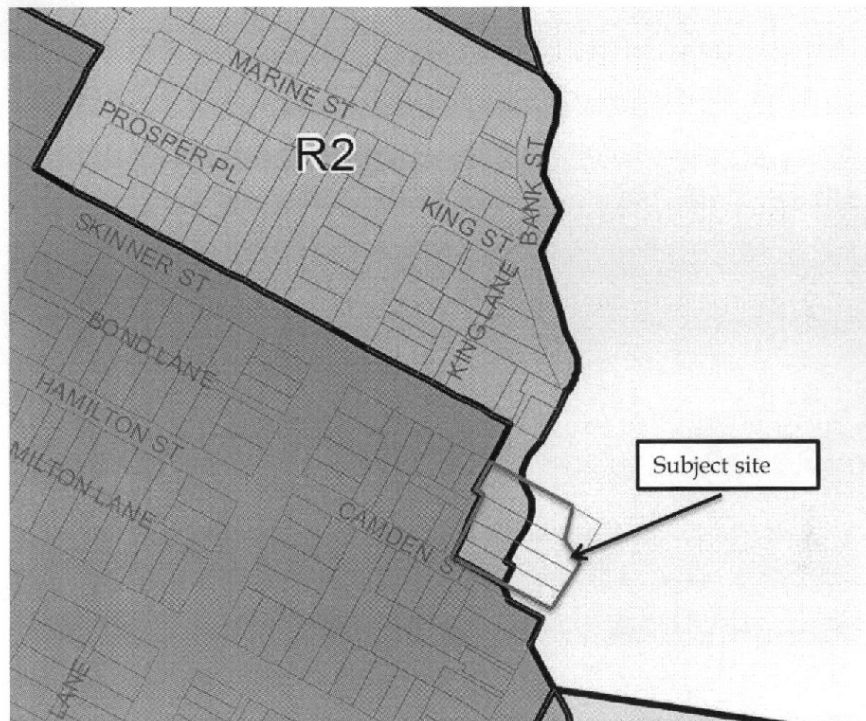 MARINE ST
PROSPER PL
R2
BANK ST
KING ST
SKINNER ST
KING LANE
BOND LANE
HAMILTON ST
MILTON LANE
Subject site
CAMDEN ST
LANE